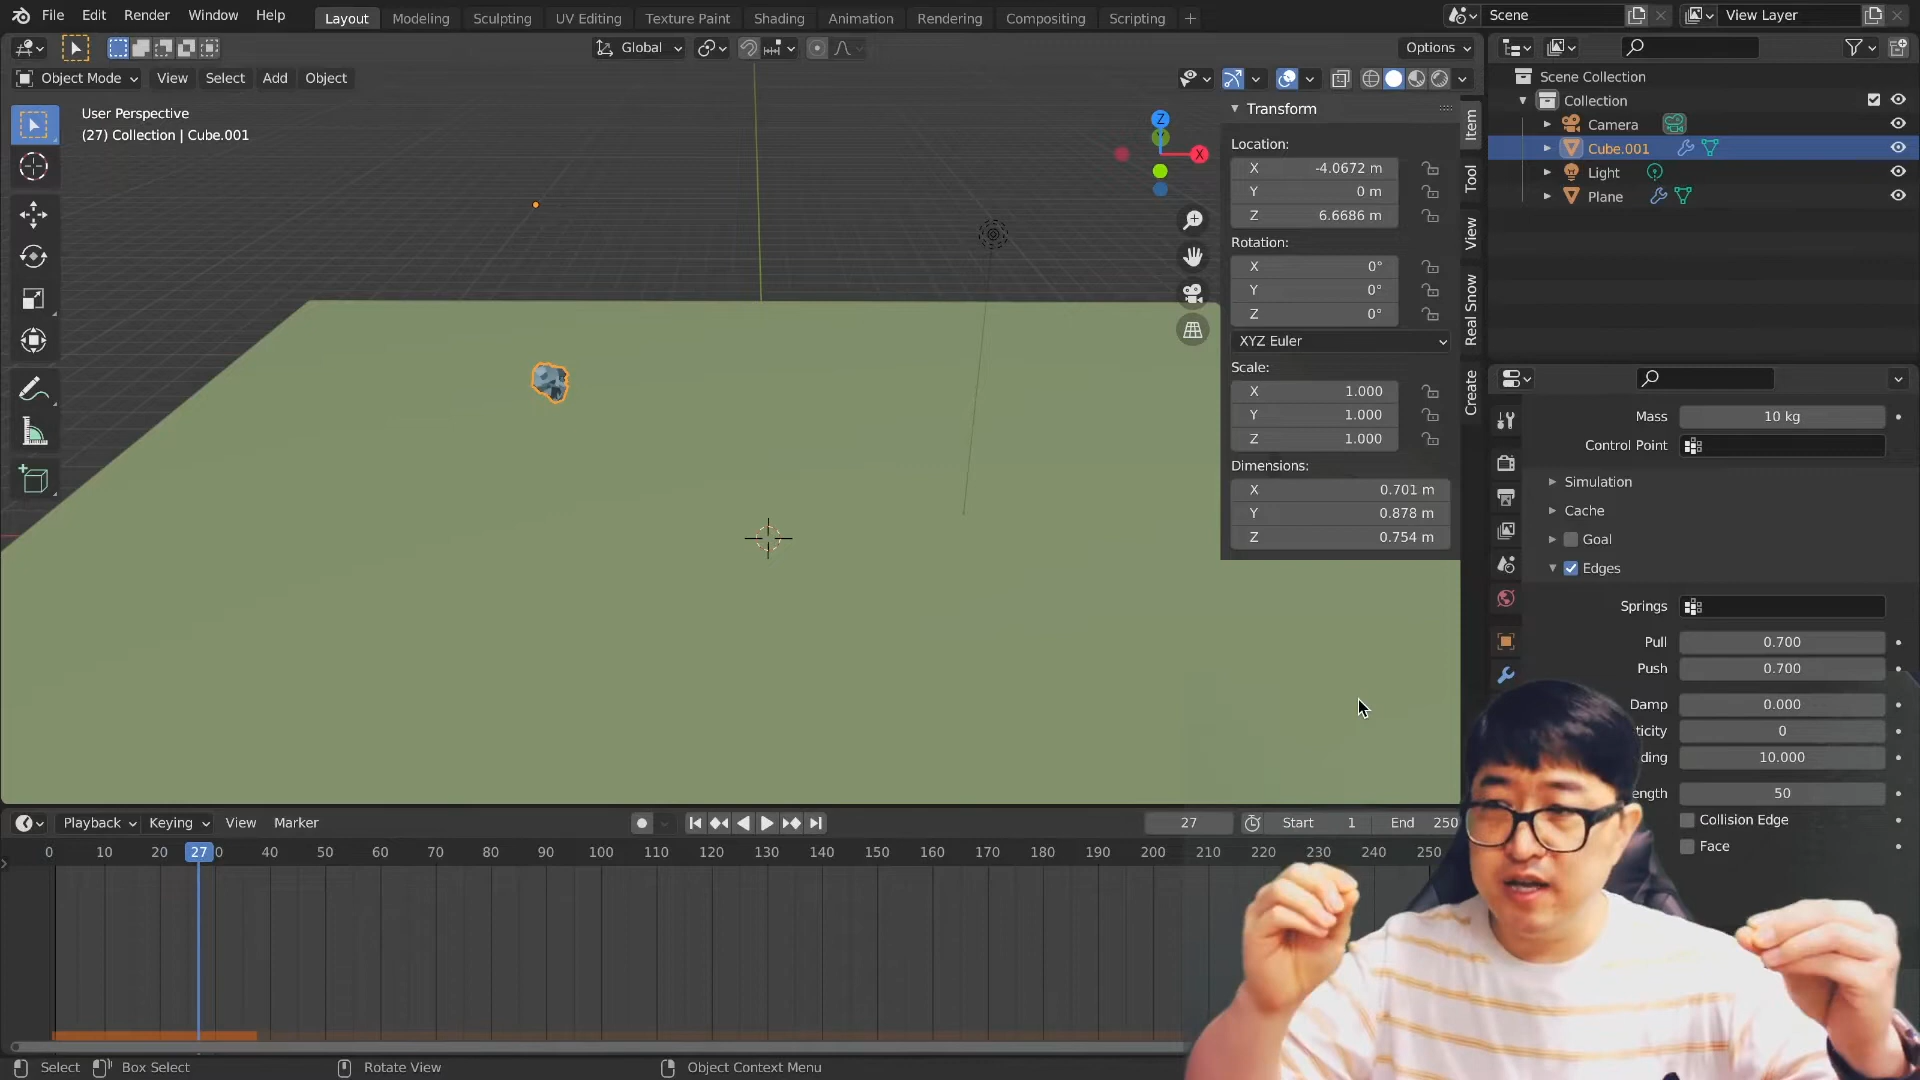 File Edit Render Window Help Layout Modeling Sculpting UV Editing Texture Paint Shading Animation Rendering Compositing Scripting + Scene View Layer
Global Options
Object Mode View Select Add Object
User Perspective
(27) Collection | Cube.001
Z
X
Transform
Location:
X -4.0672 m
Y 0 m
Z 6.6686 m
Rotation:
X 0°
Y 0°
Z 0°
XYZ Euler
Scale:
X 1.000
Y 1.000
Z 1.000
Dimensions:
X 0.701 m
Y 0.878 m
Z 0.754 m
Item
Tool
View
Real Snow
Create
Scene Collection
Collection
Camera
Cube.001
Light
Plane
Mass 10 kg
Control Point
Simulation
Cache
Goal
Edges
Springs
Pull 0.700
Push 0.700
Damp 0.000
ticity 0
ding 10.000
ength 50
Collision Edge
Face
Playback Keying View Marker 27 Start 1 End 250
0 10 20 27 0 40 50 60 70 80 90 100 110 120 130 140 150 160 170 180 190 200 210 220 230 240 250
Select Box Select Rotate View Object Context Menu